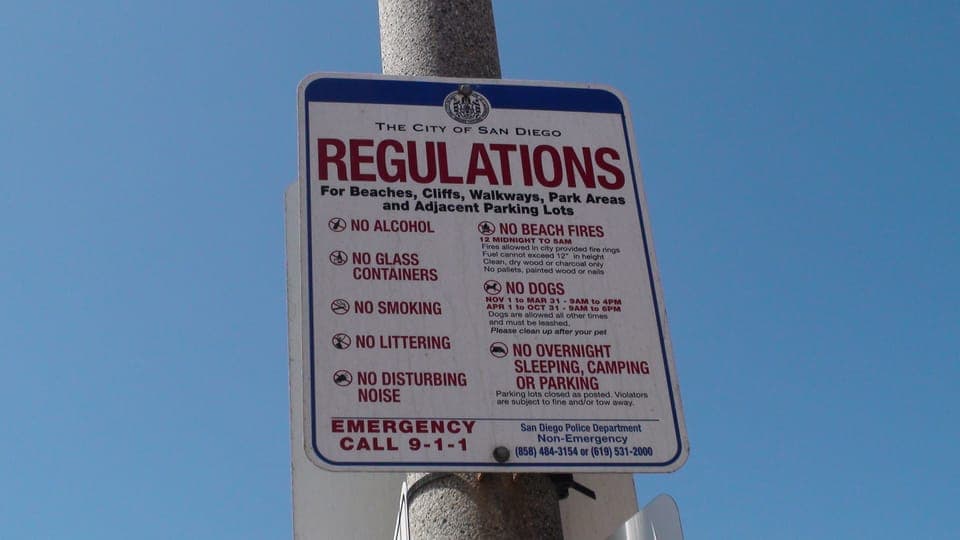 THE CITY OF SAN DIEGO
REGULATIONS
For Beaches, Cliffs, Walkways, Park Areas
and Adjacent Parking Lots
NO ALCOHOL
NO GLASS
CONTAINERS
NO SMOKING
NO LITTERING
NO DISTURBING
NOISE
NO BEACH FIRES
12 MIDNIGHT TO 5AM
Fires allowed in city provided fire rings
Fuel cannot exceed 12" in height
Clean, dry wood or charcoal only
No pallets, painted wood or nails
NO DOGS
NOV 1 to MAR 31 - 9AM to 4PM
APR 1 to OCT 31 - 9AM to 6PM
Dogs are allowed all other times
and must be leashed,
Please clean up after your pet
NO OVERNIGHT
SLEEPING, CAMPING
OR PARKING
Parking lots closed as posted. Violators
are subject to fine and/or tow away.
EMERGENCY
CALL 9-1-1
San Diego Police Department
Non-Emergency
(858) 484-3154 or (619) 531-2000